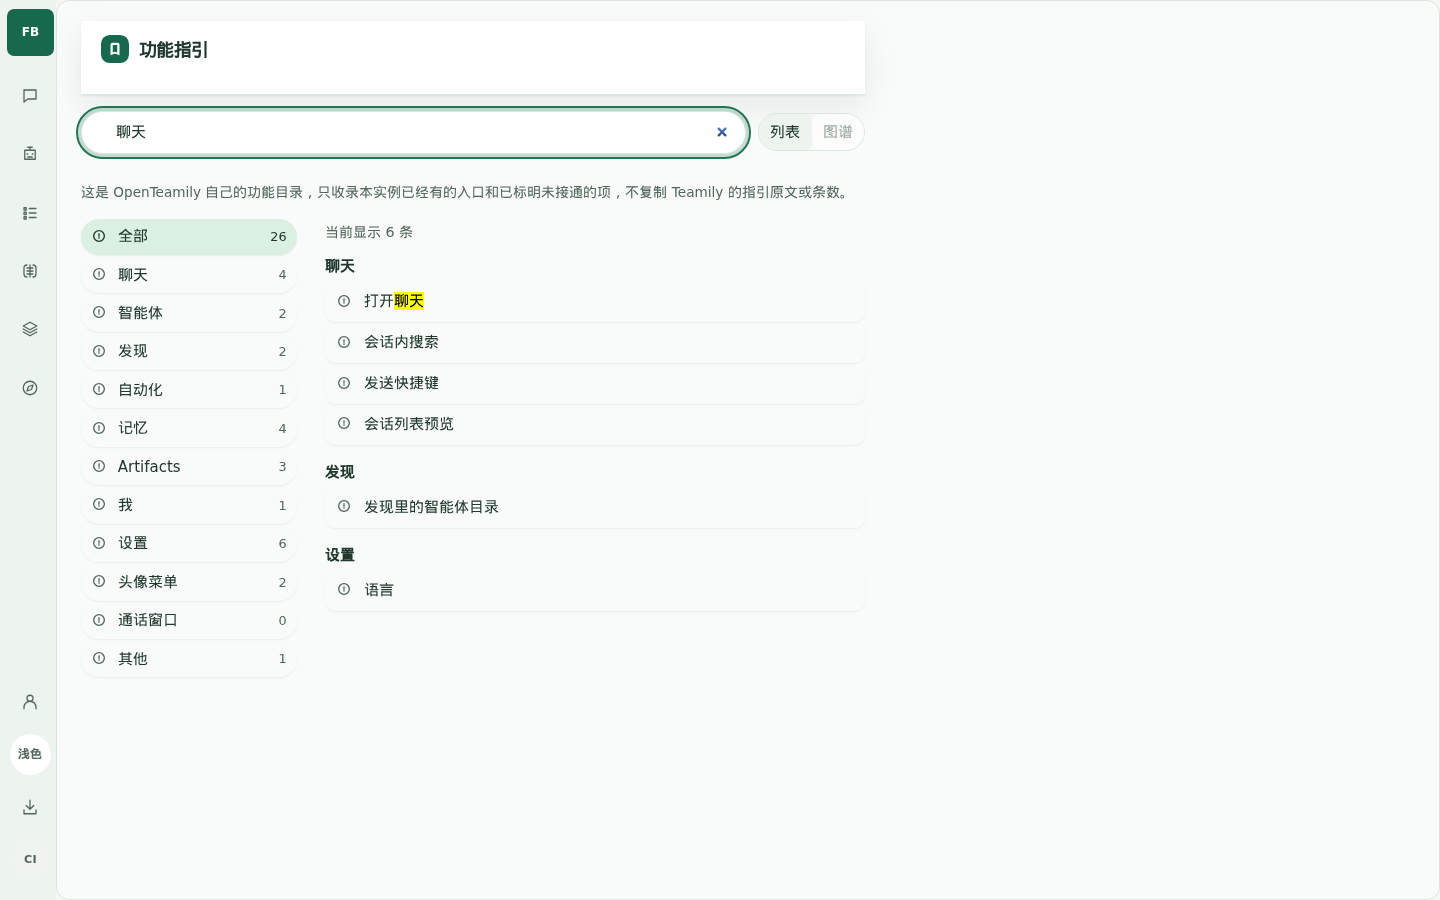 FB
功能指引
聊天
列表 图谱
这是 OpenTeamily 自己的功能目录，只收录本实例已经有的入口和已标明未接通的项，不复制 Teamily 的指引原文或条数。
全部 26
聊天 4
智能体 2
发现 2
自动化 1
记忆 4
Artifacts 3
我 1
设置 6
头像菜单 2
通话窗口 0
其他 1
当前显示 6 条
聊天
打开聊天
会话内搜索
发送快捷键
会话列表预览
发现
发现里的智能体目录
设置
语言
浅色
CI